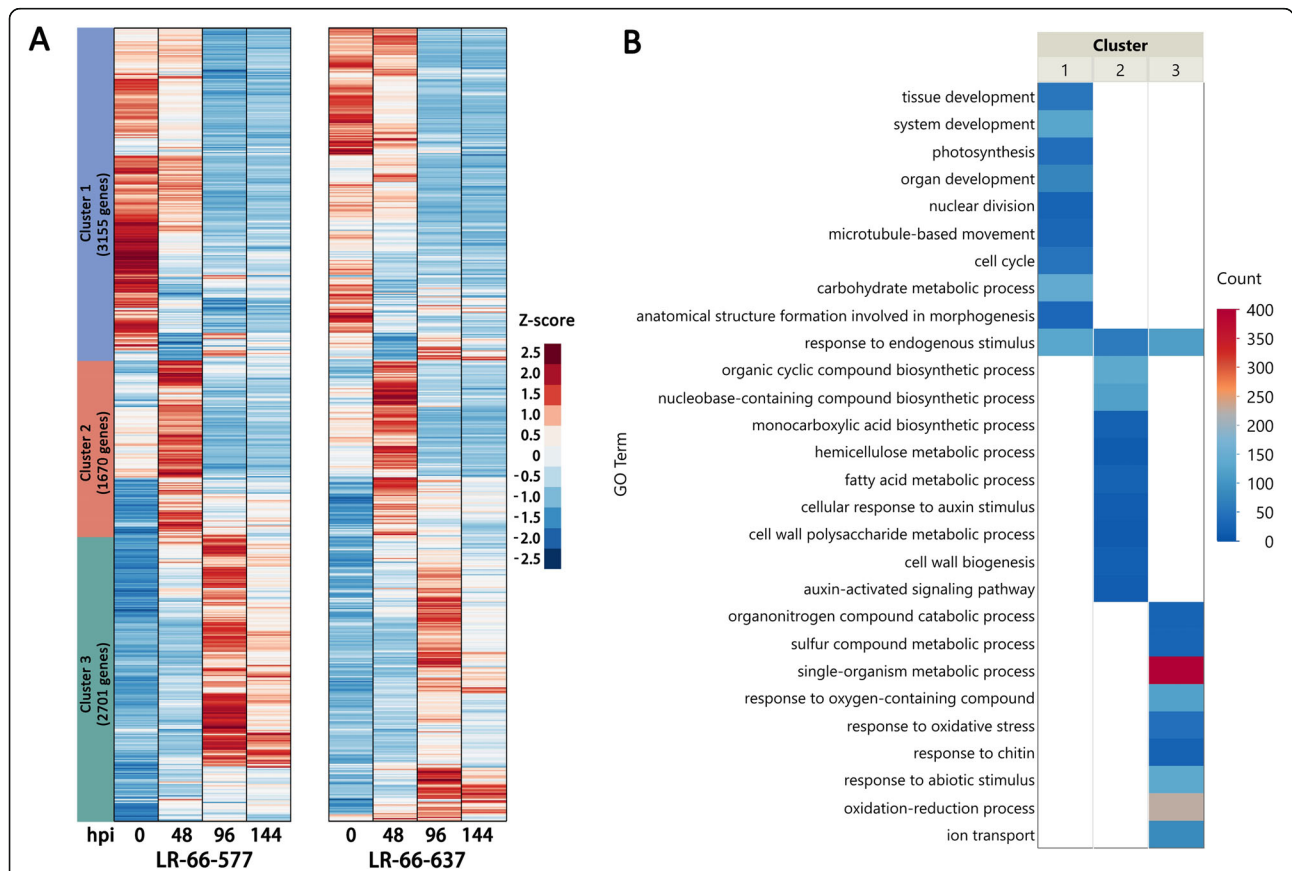 A
Cluster 1
(3155 genes)
Cluster 2
(1670 genes)
Cluster 3
(2701 genes)
hpi 0 48 96 144 0 48 96 144
LR-66-577 LR-66-637
Z-score
2.5
2.0
1.5
1.0
0.5
0
-0.5
-1.0
-1.5
-2.0
-2.5
B
Cluster
1 2 3
GO Term
tissue development
system development
photosynthesis
organ development
nuclear division
microtubule-based movement
cell cycle
carbohydrate metabolic process
anatomical structure formation involved in morphogenesis
response to endogenous stimulus
organic cyclic compound biosynthetic process
nucleobase-containing compound biosynthetic process
monocarboxylic acid biosynthetic process
hemicellulose metabolic process
fatty acid metabolic process
cellular response to auxin stimulus
cell wall polysaccharide metabolic process
cell wall biogenesis
auxin-activated signaling pathway
organonitrogen compound catabolic process
sulfur compound metabolic process
single-organism metabolic process
response to oxygen-containing compound
response to oxidative stress
response to chitin
response to abiotic stimulus
oxidation-reduction process
ion transport
Count
400
350
300
250
200
150
100
50
0